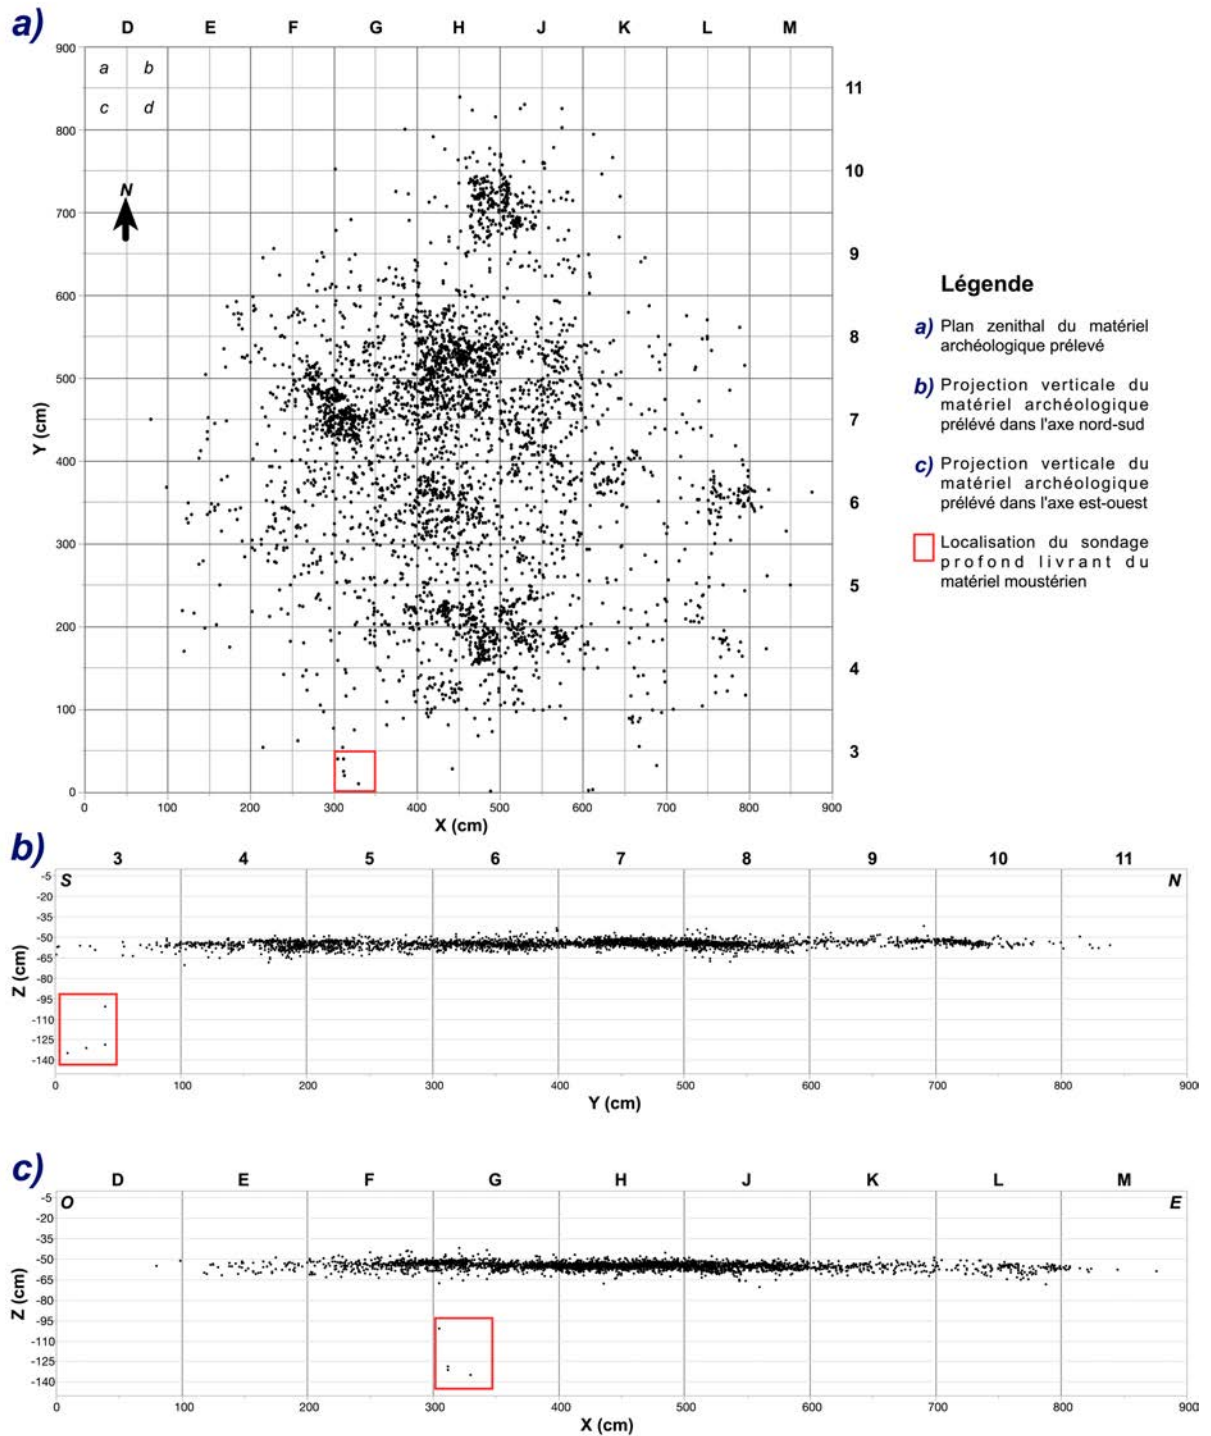 a)
D E F G H J K L M
900
a b
11
c d
800
10
N
700
9
600
8
500
7
Y (cm)
400
6
300
5
200
4
100
3
0
0 100 200 300 400 500 600 700 800 900
X (cm)
Légende
a) Plan zenithal du matériel
archéologique prélevé
b) Projection verticale du
matériel archéologique
prélévé dans l'axe nord-sud
c) Projection verticale du
matériel archéologique
prélévé dans l'axe est-ouest
Localisation du sondage
profond livrant du
matériel moustérien
b)
3 4 5 6 7 8 9 10 11
S N
-5
-20
-35
-50
-65
-80
-95
-110
-125
-140
Z (cm)
0 100 200 300 400 500 600 700 800 900
Y (cm)
c)
D E F G H J K L M
O E
-5
-20
-35
-50
-65
-80
-95
-110
-125
-140
Z (cm)
0 100 200 300 400 500 600 700 800 900
X (cm)